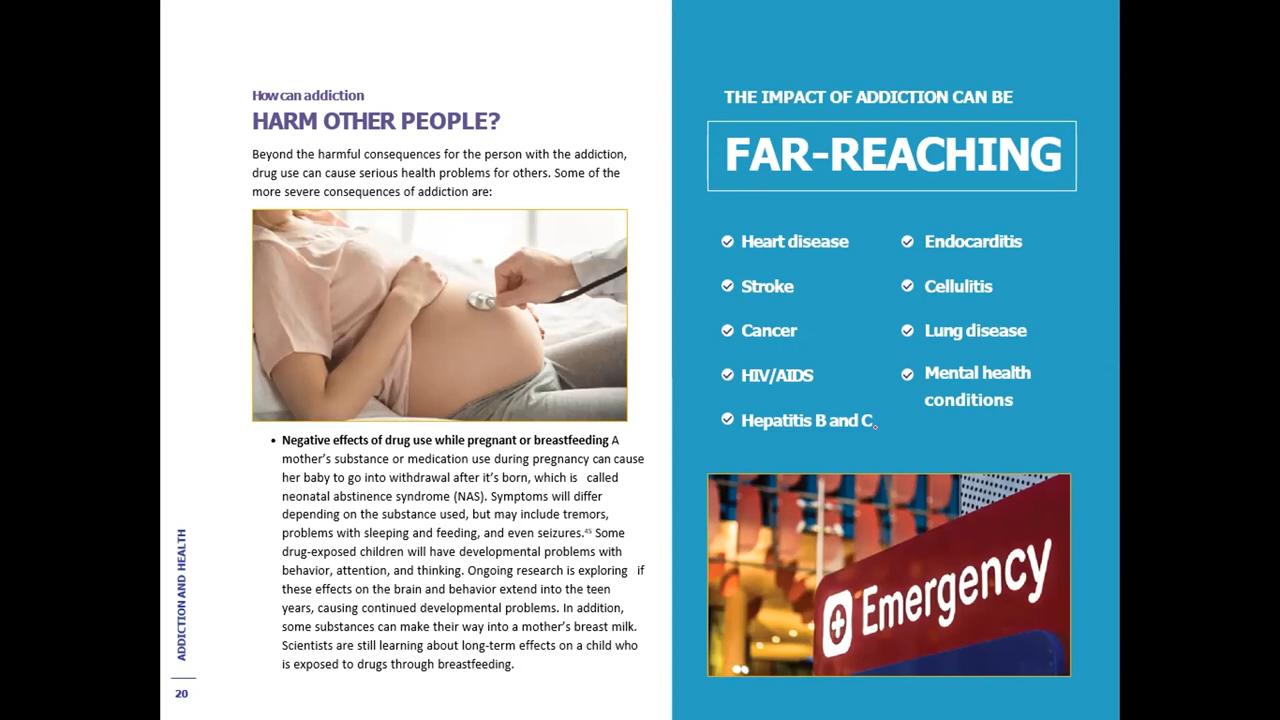 How can addiction
HARM OTHER PEOPLE?
Beyond the harmful consequences for the person with the addiction,
drug use can cause serious health problems for others. Some of the
more severe consequences of addiction are:
• Negative effects of drug use while pregnant or breastfeeding A
mother’s substance or medication use during pregnancy can cause
her baby to go into withdrawal after it’s born, which is called
neonatal abstinence syndrome (NAS). Symptoms will differ
depending on the substance used, but may include tremors,
problems with sleeping and feeding, and even seizures.⁴⁵ Some
drug-exposed children will have developmental problems with
behavior, attention, and thinking. Ongoing research is exploring if
these effects on the brain and behavior extend into the teen
years, causing continued developmental problems. In addition,
some substances can make their way into a mother’s breast milk.
Scientists are still learning about long-term effects on a child who
is exposed to drugs through breastfeeding.
ADDICTION AND HEALTH
20
THE IMPACT OF ADDICTION CAN BE
FAR-REACHING
Heart disease
Stroke
Cancer
HIV/AIDS
Hepatitis B and C
Endocarditis
Cellulitis
Lung disease
Mental health
conditions
Emergency